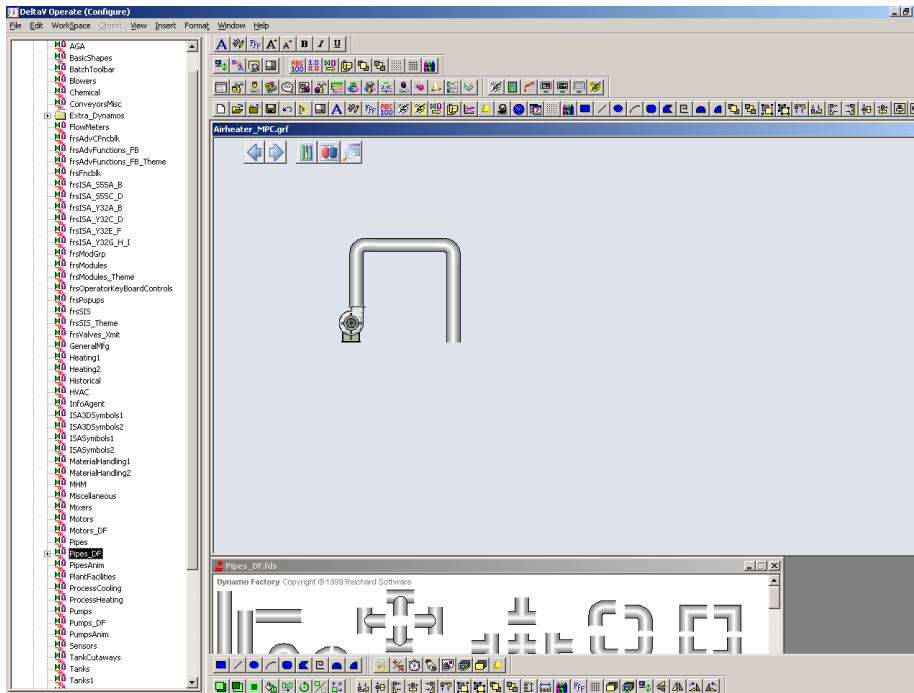 DeltaV Operate (Configure)
File Edit WorkSpace Object View Insert Format Window Help
AGA
BasicShapes
BatchToolbar
Blowers
Chemical
ConveyorsMisc
Extra_Dynamos
FlowMeters
frsAdvCFncblk
frsAdvFunctions_FB
frsAdvFunctions_FB_Theme
frsFncblk
frsISA_S55A_B
frsISA_S55C_D
frsISA_Y32A_B
frsISA_Y32C_D
frsISA_Y32E_F
frsISA_Y32G_H_I
frsModGrp
frsModules
frsModules_Theme
frsOperatorKeyBoardControls
frsPopups
frsSIS
frsSIS_Theme
frsValves_Xmit
GeneralMfg
Heating1
Heating2
Historical
HVAC
InfoAgent
ISA3DSymbols1
ISA3DSymbols2
ISASymbols1
ISASymbols2
MaterialHandling1
MaterialHandling2
MHM
Miscellaneous
Mixers
Motors
Motors_DF
Pipes
Pipes_DF
PipesAnim
PlantFacilities
ProcessCooling
ProcessHeating
Pumps
Pumps_DF
PumpsAnim
Sensors
TankCutaways
Tanks
Tanks1
Airheater_MPC.grf
Pipes_DF.fds
Dynamo Factory Copyright © 1999 Reichard Software